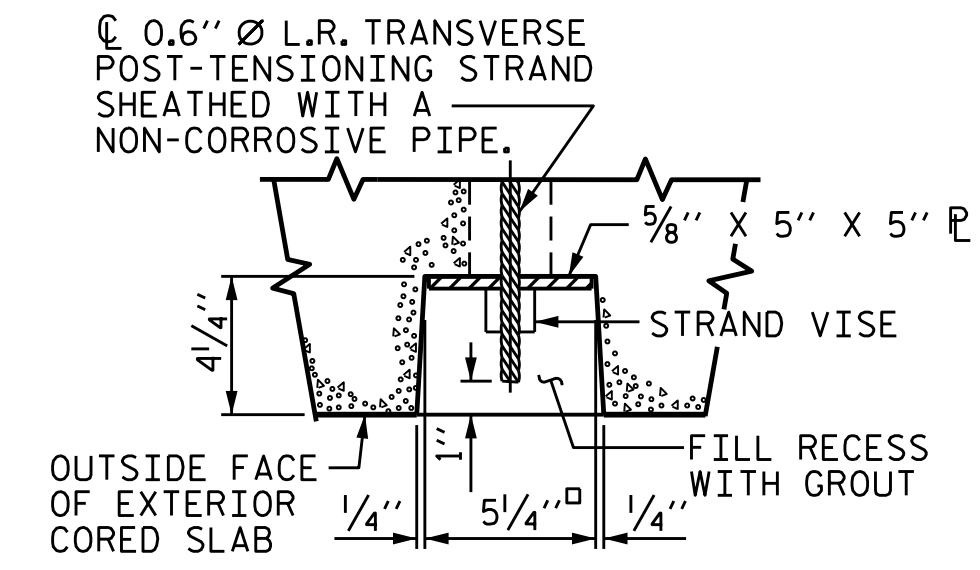 ℄ 0.6" Ø L.R. TRANSVERSE
POST-TENSIONING STRAND
SHEATHED WITH A
NON-CORROSIVE PIPE.
5/8" X 5" X 5" ⅊
4 1/4"
STRAND VISE
1"
FILL RECESS
WITH GROUT
OUTSIDE FACE
OF EXTERIOR
CORED SLAB
1/4"
5 1/4" □
1/4"